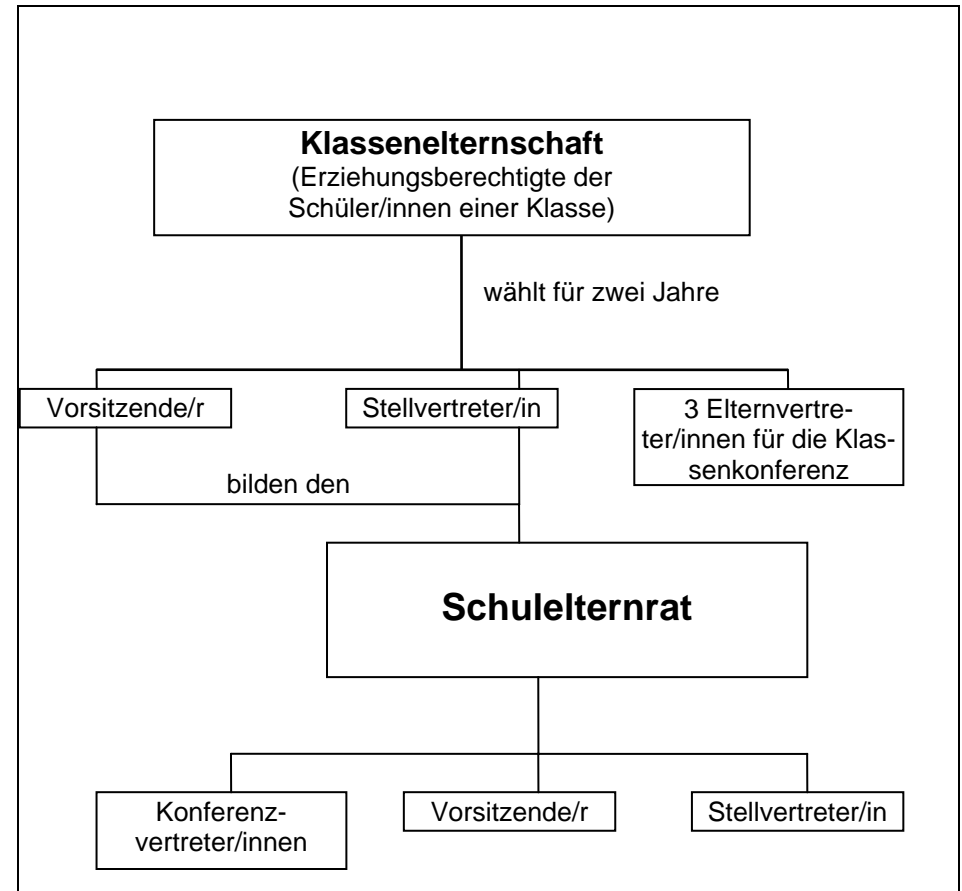 Klassenelternschaft
(Erziehungsberechtigte der
Schüler/innen einer Klasse)
wählt für zwei Jahre
Vorsitzende/r
Stellvertreter/in
3 Elternvertre-
ter/innen für die Klas-
senkonferenz
bilden den
Schulelternrat
Konferenz-
vertreter/innen
Vorsitzende/r
Stellvertreter/in